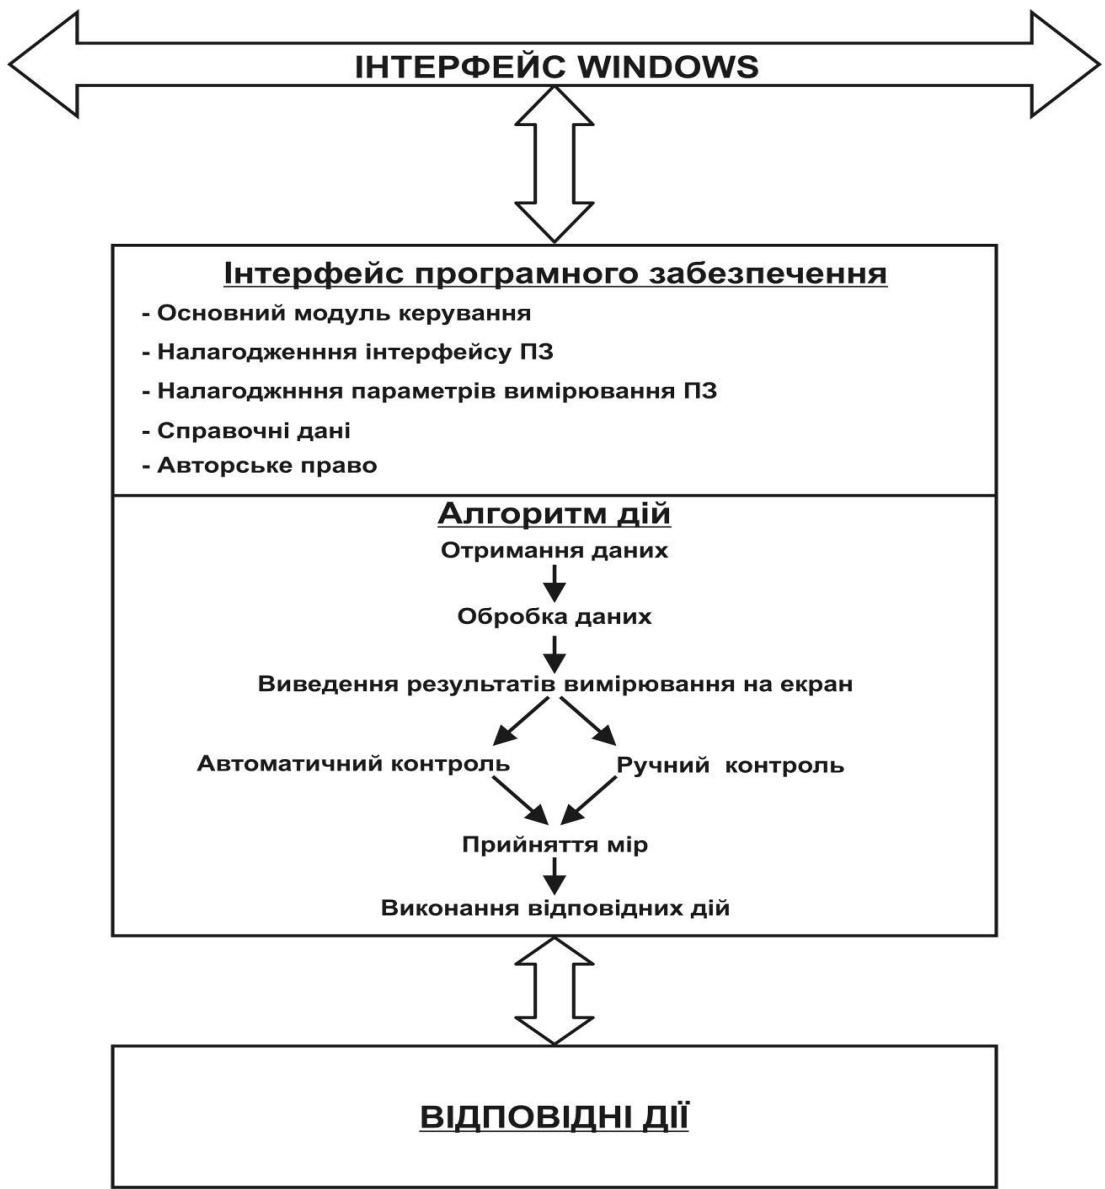 ІНТЕРФЕЙС WINDOWS
Інтерфейс програмного забезпечення
- Основний модуль керування
- Налагодженння інтерфейсу ПЗ
- Налагоджнння параметрів вимірювання ПЗ
- Справочні дані
- Авторське право
Алгоритм дій
Отримання даних
Обробка даних
Виведення результатів вимірювання на екран
Автоматичний контроль
Ручний контроль
Прийняття мір
Виконання відповідних дій
ВІДПОВІДНІ ДІЇ